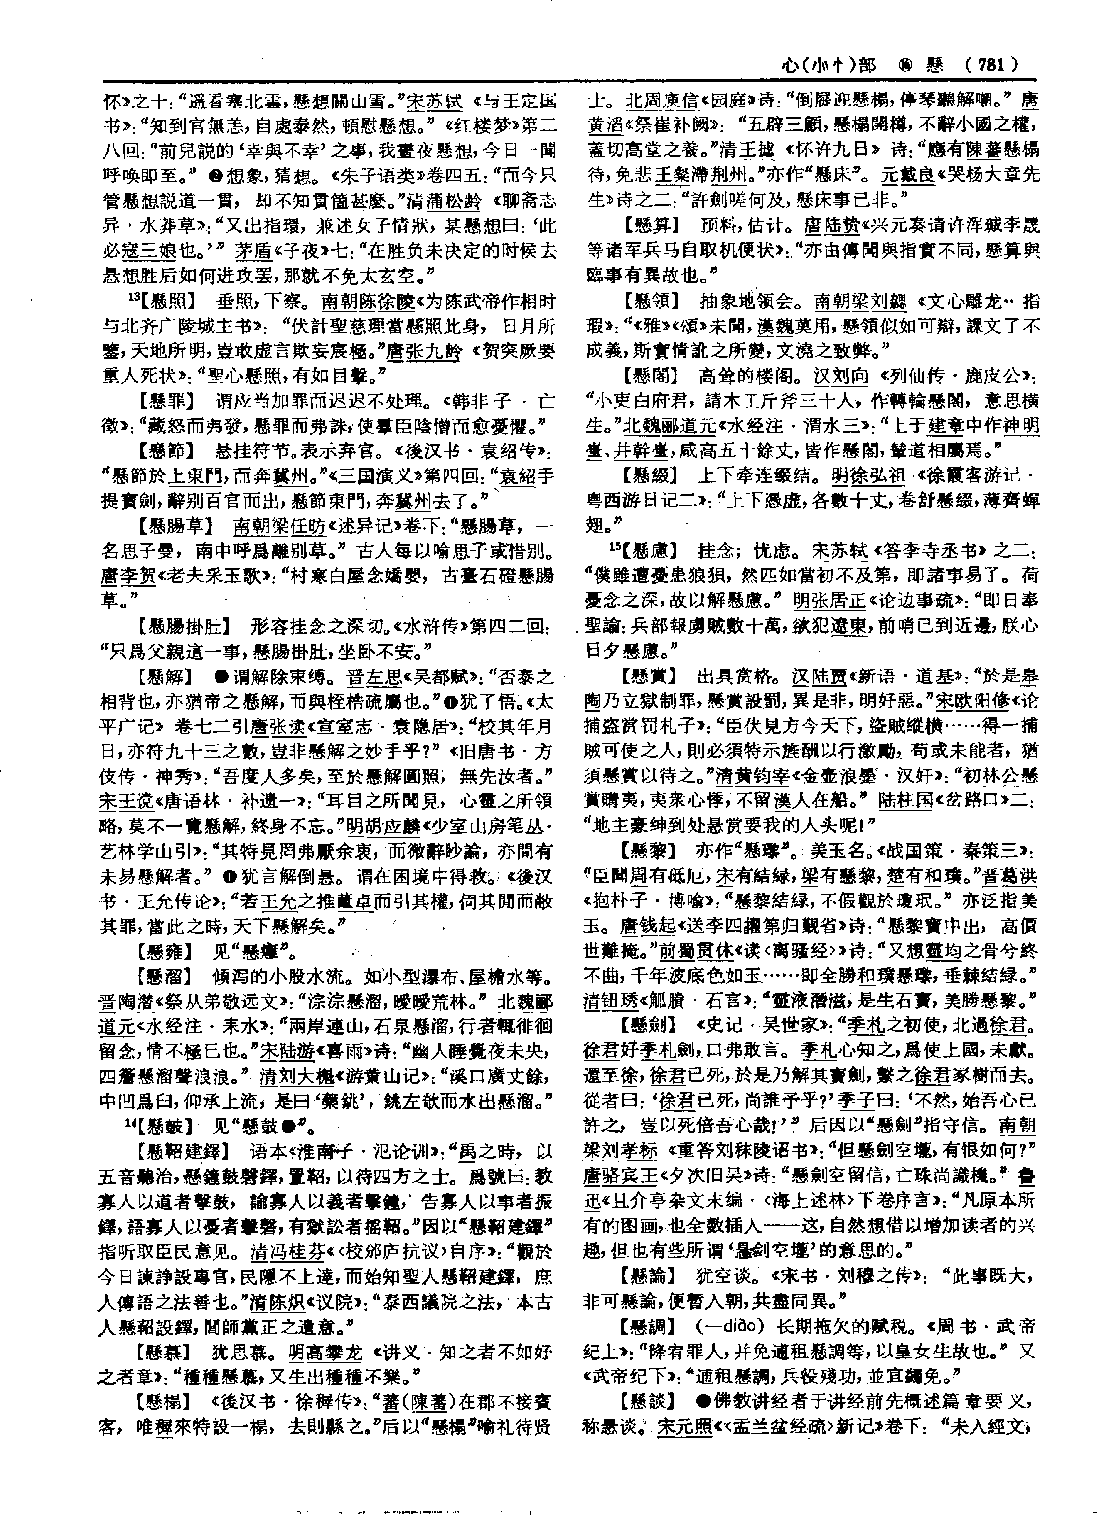 心(小忄)部 ⑯ 懸 (781)
怀》之十：“遥看寒北雲，懸想關山雪。”宋苏轼《与王定国
书》：“知到官無恙，自處泰然，頓慰懸想。”《红楼梦》第二
八回：“前兒説的‘幸與不幸’之事，我晝夜懸想，今日一聞
呼唤即至。”❷想象，猜想。《朱子语类》卷四五：“而今只
管懸想説道一貫，却不知貫箇甚麽。”清蒲松龄《聊斋志
异·水莽草》：“又出指環，兼述女子情狀，某懸想曰：‘此
必寇三娘也。’”茅盾《子夜》七：“在胜负未决定的时候去
悬想胜后如何进攻罢，那就不免太玄空。”
13【懸照】 垂照，下察。南朝陈徐陵《为陈武帝作相时
与北齐广陵城主书》：“伏計聖慈理當懸照此身，日月所
鑒，天地所明，豈敢虚言欺妄宸極。”唐张九龄《贺突厥要
重人死状》：“聖心懸照，有如目擊。”
【懸罪】 谓应当加罪而迟迟不处理。《韩非子·亡
徵》：“藏怒而弗發，懸罪而弗誅，使羣臣陰憎而愈憂懼。”
【懸節】 悬挂符节。表示弃官。《後汉书·袁绍传》：
“懸節於上東門，而奔冀州。”《三国演义》第四回：“袁绍手
提寶劍，辭别百官而出，懸節東門，奔冀州去了。”
【懸腸草】 南朝梁任昉《述异记》卷下：“懸腸草，一
名思子蔓，南中呼爲離别草。”古人每以喻思子或惜别。
唐李贺《老夫采玉歌》：“村寒白屋念嬌嬰，古臺石磴懸腸
草。”
【懸腸掛肚】 形容挂念之深切。《水浒传》第四二回：
“只爲父親這一事，懸腸掛肚，坐卧不安。”
【懸解】 ❶谓解除束缚。晋左思《吴都赋》：“否泰之
相背也，亦猶帝之懸解，而與桎梏疏屬也。”❷犹了悟。《太
平广记》卷七二引唐张读《宣室志·袁隐居》：“校其年月
日，亦符九十三之數，豈非懸解之妙手乎？”《旧唐书·方
伎传·神秀》：“吾度人多矣，至於懸解圓照，無先汝者。”
宋王谠《唐语林·补遗一》：“耳目之所聞見，心靈之所領
略，莫不一覽懸解，終身不忘。”明胡应麟《少室山房笔丛·
艺林学山引》：“其特見罔弗厭余衷，而微辭眇論，亦間有
未易懸解者。”❸犹言解倒悬。谓在困境中得救。《後汉
书·王允传论》：“若王允之推董卓而引其權，伺其閒而敝
其罪，當此之時，天下懸解矣。”
【懸雍】 见“懸癰”。
【懸溜】 倾泻的小股水流。如小型瀑布、屋檐水等。
晋陶潜《祭从弟敬远文》：“淙淙懸溜，曖曖荒林。”北魏郦
道元《水经注·耒水》：“兩岸連山，石泉懸溜，行者輒徘徊
留念，情不極已也。”宋陆游《喜雨》诗：“幽人睡覺夜未央，
四簷懸溜聲浪浪。”清刘大櫆《游黄山记》：“溪口廣丈餘，
中凹爲臼，仰承上流，是曰‘藥銚’，銚左欹而水出懸溜。”
14【懸皷】 见“懸鼓❶”。
【懸鞀建鐸】 语本《淮南子·氾论训》：“禹之時，以
五音聽治，懸鐘鼓磬鐸，置鞀，以待四方之士。爲號曰：教
寡人以道者擊鼓，諭寡人以義者擊鐘，告寡人以事者振
鐸，語寡人以憂者擊磬，有獄訟者摇鞀。”因以“懸鞀建鐸”
指听取臣民意见。清冯桂芬《〈校邠庐抗议〉自序》：“觀於
今日諫諍設專官，民隱不上達，而始知聖人懸鞀建鐸，庶
人傳語之法善也。”清陈炽《议院》：“泰西議院之法，本古
人懸鞀設鐸，閭師黨正之遺意。”
【懸慕】 犹思慕。明高攀龙《讲义·知之者不如好
之者章》：“種種懸慕，又生出種種不樂。”
【懸榻】 《後汉书·徐稺传》：“蕃(陳蕃)在郡不接賓
客，唯稺來特設一榻，去則縣之。”后以“懸榻”喻礼待贤
士。北周庾信《园庭》诗：“倒屣迎懸榻，停琴聽解嘲。”唐
黄滔《祭崔补阙》：“五辟三顧，懸榻開樽，不辭小國之權，
蓋切高堂之養。”清王摅《怀许九日》诗：“應有陳蕃懸榻
待，免悲王粲滯荆州。”亦作“懸床”。元戴良《哭杨大章先
生》诗之二：“許劍嗟何及，懸床事已非。”
【懸算】 预料，估计。唐陆贽《兴元奏请许浑瑊李晟
等诸军兵马自取机便状》：“亦由傳聞與指實不同，懸算與
臨事有異故也。”
【懸領】 抽象地领会。南朝梁刘勰《文心雕龙·指
瑕》：“《雅》《頌》未聞，漢魏莫用，懸領似如可辯，課文了不
成義，斯實情訛之所變，文澆之致弊。”
【懸閣】 高耸的楼阁。汉刘向《列仙传·鹿皮公》：
“小吏白府君，請木工斤斧三十人，作轉輪懸閣，意思横
生。”北魏郦道元《水经注·渭水三》：“上于建章中作神明
臺、井幹臺，咸高五十餘丈，皆作懸閣，輦道相屬焉。”
【懸綴】 上下牵连缀结。明徐弘祖《徐霞客游记·
粤西游日记二》：“上下憑虚，各數十丈，卷舒懸綴，薄齊蟬
翅。”
15【懸慮】 挂念；忧虑。宋苏轼《答李寺丞书》之二：
“僕雖遭憂患狼狽，然匹如當初不及第，即諸事易了。荷
憂念之深，故以解懸慮。”明张居正《论边事疏》：“即日奉
聖諭：兵部報虜賊數十萬，欲犯遼東，前哨已到近邊，朕心
日夕懸慮。”
【懸賞】 出具赏格。汉陆贾《新语·道基》：“於是皋
陶乃立獄制罪，懸賞設罰，異是非，明好惡。”宋欧阳修《论
捕盗赏罚札子》：“臣伏見方今天下，盜賊縱横……得一捕
賊可使之人，則必須特示旌酬以行激勵，苟或未能者，猶
須懸賞以待之。”清黄钧宰《金壶浪墨·汉奸》：“初林公懸
賞購夷，夷衆心悸，不留漢人在船。”陆柱国《岔路口》二：
“地主豪绅到处悬赏要我的人头呢！”
【懸黎】 亦作“懸瓈”。美玉名。《战国策·秦策三》：
“臣聞周有砥厄，宋有結緑，梁有懸黎，楚有和璞。”晋葛洪
《抱朴子·博喻》：“懸黎結緑，不假觀於瓊珉。”亦泛指美
玉。唐钱起《送李四擢第归觐省》诗：“懸黎寶中出，高價
世難掩。”前蜀贯休《读〈离骚经〉》诗：“又想靈均之骨兮終
不曲，千年波底色如玉……即全勝和璞懸瓈，垂棘結緑。”
清钮琇《觚賸·石言》：“靈液潛滋，是生石寶，美勝懸黎。”
【懸劍】 《史记·吴世家》：“季札之初使，北過徐君。
徐君好季札劍，口弗敢言。季札心知之，爲使上國，未獻。
還至徐，徐君已死，於是乃解其寶劍，繫之徐君冢樹而去。
從者曰：‘徐君已死，尚誰予乎？’季子曰：‘不然，始吾心已
許之，豈以死倍吾心哉！’”后因以“懸劍”指守信。南朝
梁刘孝标《重答刘秣陵诏书》：“但懸劍空壠，有恨如何？”
唐骆宾王《夕次旧吴》诗：“懸劍空留信，亡珠尚識機。”鲁
迅《且介亭杂文末编·〈海上述林〉下卷序言》：“凡原本所
有的图画，也全数插入——这，自然想借以增加读者的兴
趣，但也有些所谓‘悬剑空壠’的意思的。”
【懸論】 犹空谈。《宋书·刘穆之传》：“此事既大，
非可懸論，便暫入朝，共盡同異。”
【懸調】 (—diào) 长期拖欠的赋税。《周书·武帝
纪上》：“降宥罪人，并免逋租懸調等，以皇女生故也。”又
《武帝纪下》：“逋租懸調，兵役殘功，並宜蠲免。”
【懸談】 ❶佛教讲经者于讲经前先概述篇章要义，
称悬谈。宋元照《〈盂兰盆经疏〉新记》卷下：“未入經文，